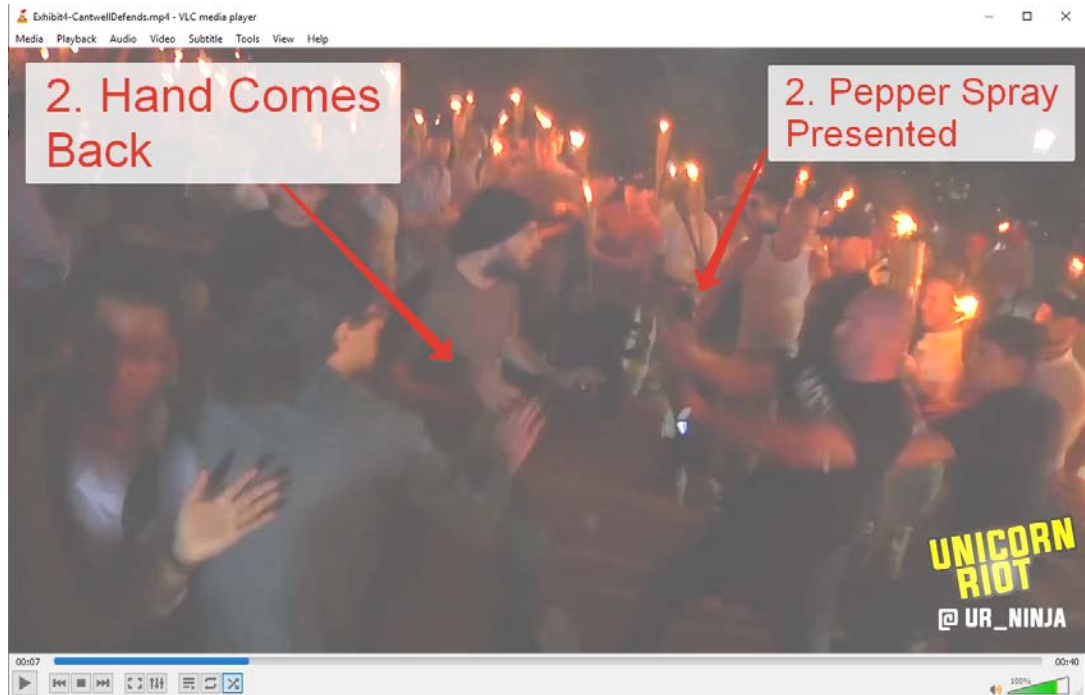 Exhibit4-CantwellDefends.mp4 - VLC media player
Media Playback Audio Video Subtitle Tools View Help
2. Hand Comes
Back
2. Pepper Spray
Presented
UNICORN
RIOT
@UR_NINJA
00:07
00:40
100%